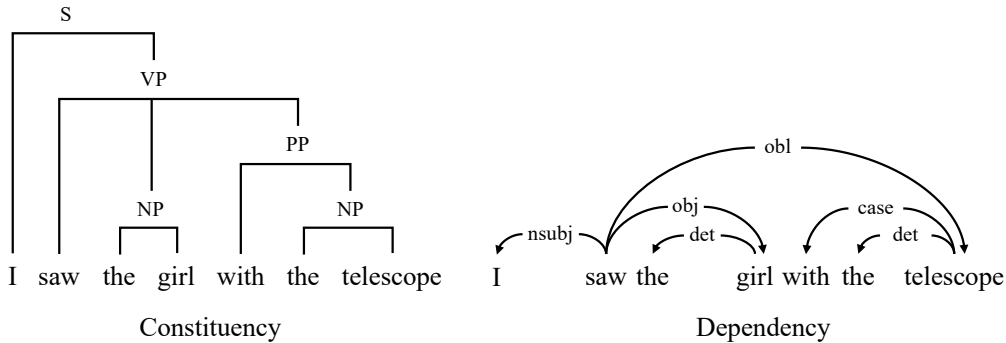 S
VP
PP
NP
NP
I saw the girl with the telescope
Constituency
obl
obj
case
nsubj
det
det
I saw the girl with the telescope
Dependency